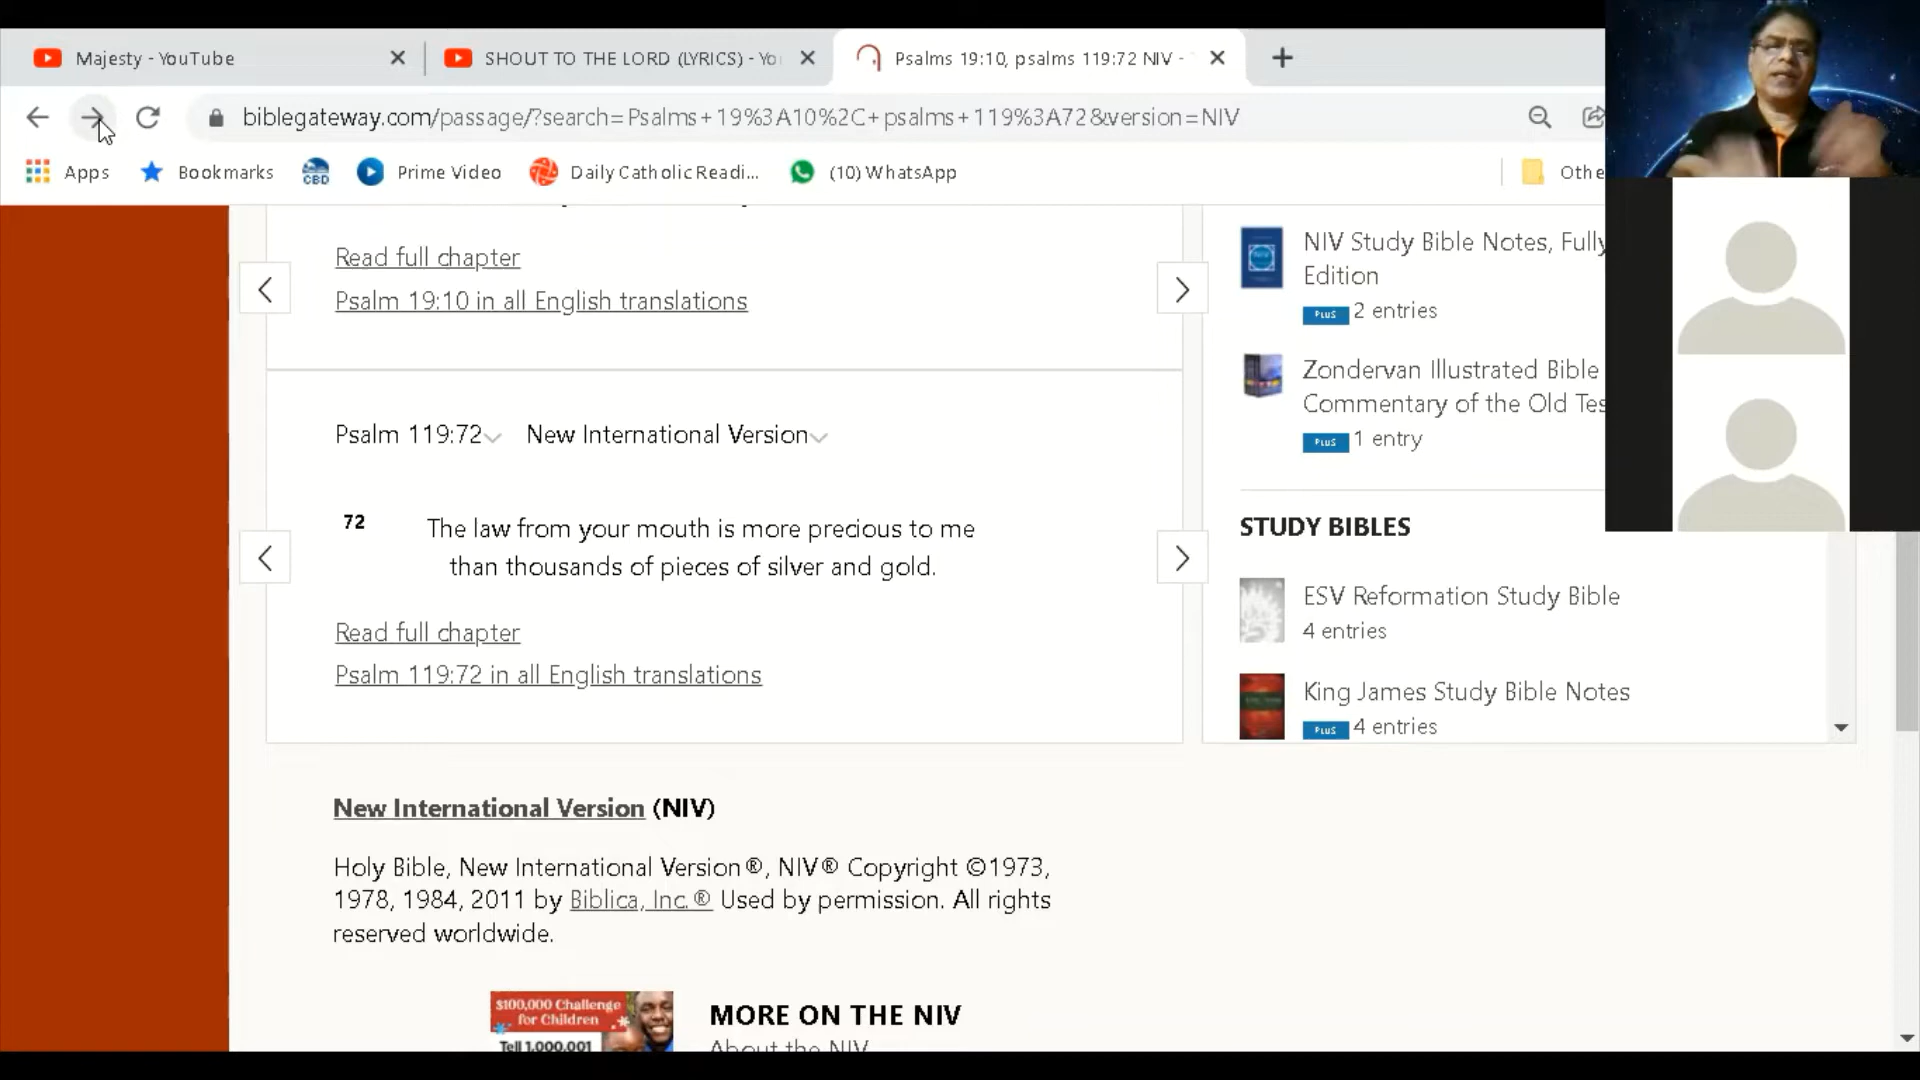 Majesty - YouTube
SHOUT TO THE LORD (LYRICS) - Yo
Psalms 19:10, psalms 119:72 NIV -
biblegateway.com/passage/?search=Psalms+19%3A10%2C+psalms+119%3A72&version=NIV
Apps
Bookmarks
CBD
Prime Video
Daily Catholic Readi...
(10) WhatsApp
Othe
Read full chapter
Psalm 19:10 in all English translations
Psalm 119:72
New International Version
72 The law from your mouth is more precious to me
than thousands of pieces of silver and gold.
Read full chapter
Psalm 119:72 in all English translations
NIV Study Bible Notes, Fully
Edition
PLUS 2 entries
Zondervan Illustrated Bible
Commentary of the Old Tes
PLUS 1 entry
STUDY BIBLES
ESV Reformation Study Bible
4 entries
King James Study Bible Notes
PLUS 4 entries
New International Version (NIV)
Holy Bible, New International Version®, NIV® Copyright ©1973,
1978, 1984, 2011 by Biblica, Inc.® Used by permission. All rights
reserved worldwide.
$100,000 Challenge
for Children
Tell 1,000,001
MORE ON THE NIV
About the NIV